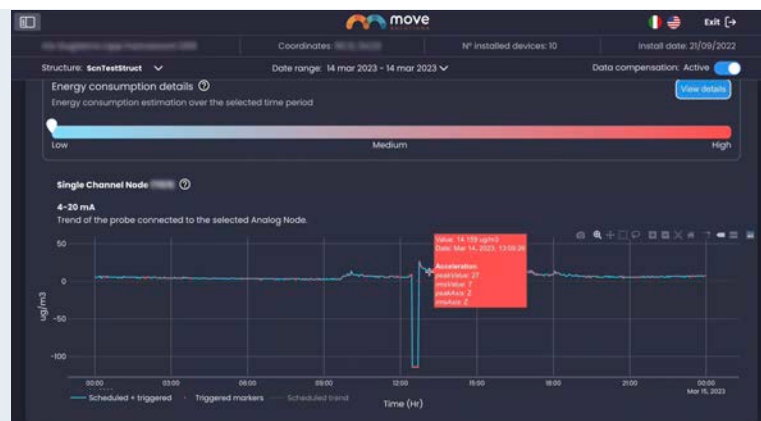 move
SOLUTIONS
Exit
Coordinates:
N° installed devices: 10
Install date: 21/09/2022
Structure: ScnTestStruct
Date range: 14 mar 2023 - 14 mar 2023
Data compensation: Active
Energy consumption details
View details
Energy consumption estimation over the selected time period
Low
Medium
High
Single Channel Node
4-20 mA
Trend of the probe connected to the selected Analog Node.
Value: 14.159 ug/m3
Date: Mar 14, 2023, 13:09:26
Acceleration:
peakValue: 27
rmsValue: 7
peakAxis: Z
rmsAxis: Z
50
0
-50
-100
ug/m3
00:00
03:00
06:00
09:00
12:00
15:00
18:00
21:00
00:00
Mar 15, 2023
Scheduled + triggered
Triggered markers
Scheduled trend
Time (Hr)